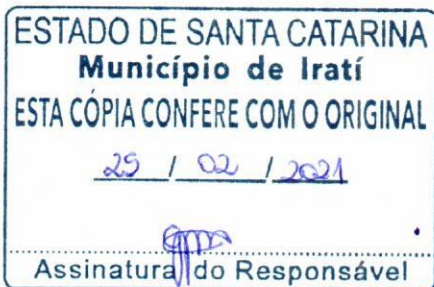 ESTADO DE SANTA CATARINA
Município de Iratí
ESTA CÓPIA CONFERE COM O ORIGINAL
25 / 02 / 2021
Assinatura do Responsável